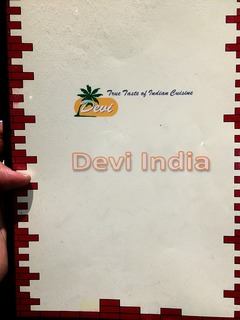 True Taste of Indian Cuisine
Devi
Devi India